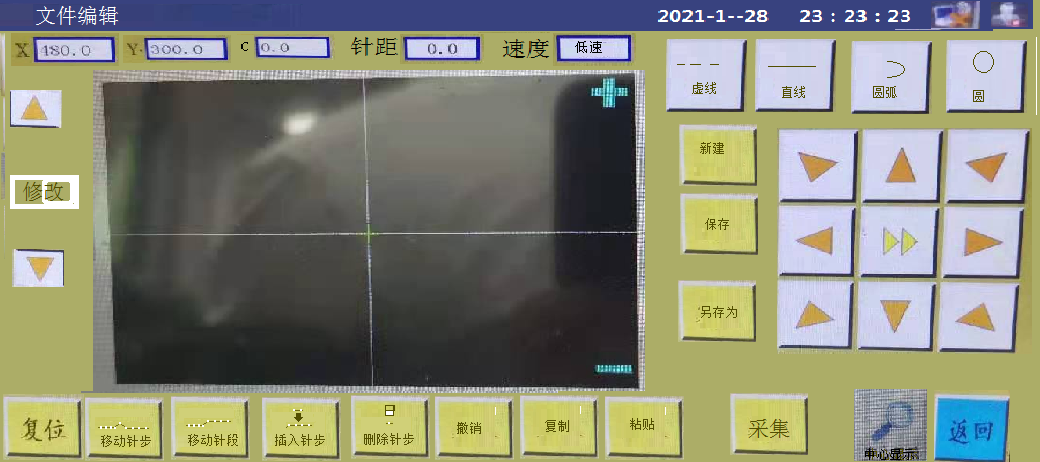 文件编辑 2021-1--28 23:23:23
X 480.0 Y 300.0 C 0.0 针距 0.0 速度 低速
虚线 直线 圆弧 圆
新建
修改
保存
另存为
复位 移动针步 移动针段 插入针步 删除针步 撤销 复制 粘贴 采集 中心显示 返回